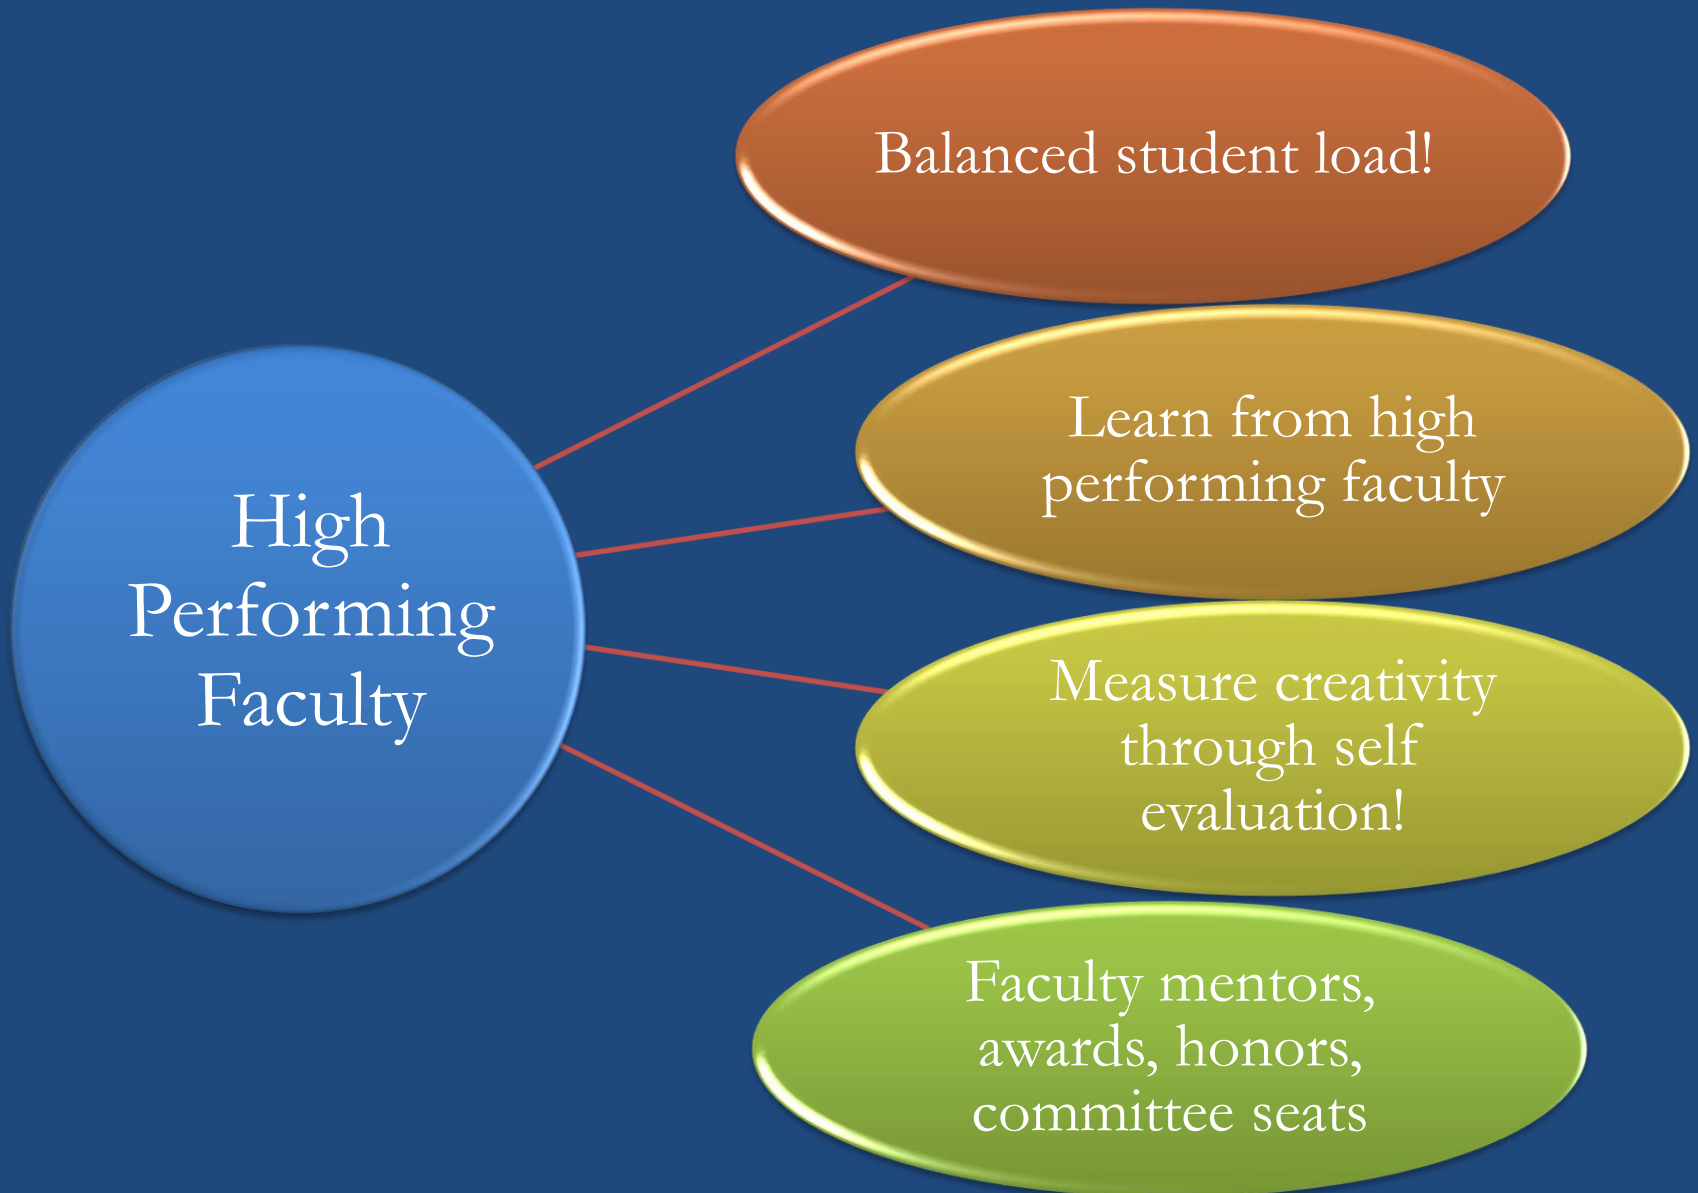 High
Performing
Faculty
Balanced student load!
Learn from high
performing faculty
Measure creativity
through self
evaluation!
Faculty mentors,
awards, honors,
committee seats